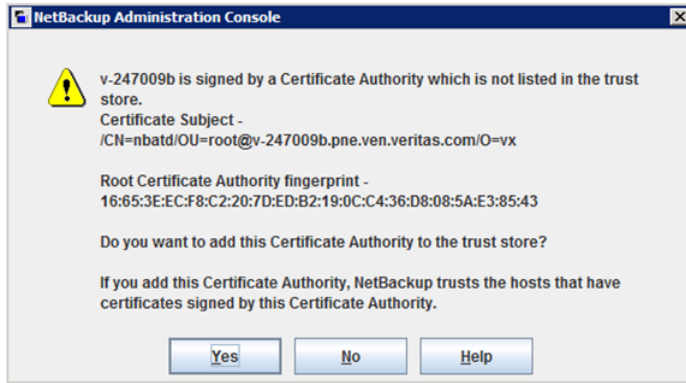 NetBackup Administration Console
v-247009b is signed by a Certificate Authority which is not listed in the trust
store.
Certificate Subject -
/CN=nbatd/OU=root@v-247009b.pne.ven.veritas.com/O=vx
Root Certificate Authority fingerprint -
16:65:3E:EC:F8:C2:20:7D:ED:B2:19:0C:C4:36:D8:08:5A:E3:85:43
Do you want to add this Certificate Authority to the trust store?
If you add this Certificate Authority, NetBackup trusts the hosts that have
certificates signed by this Certificate Authority.
Yes No Help